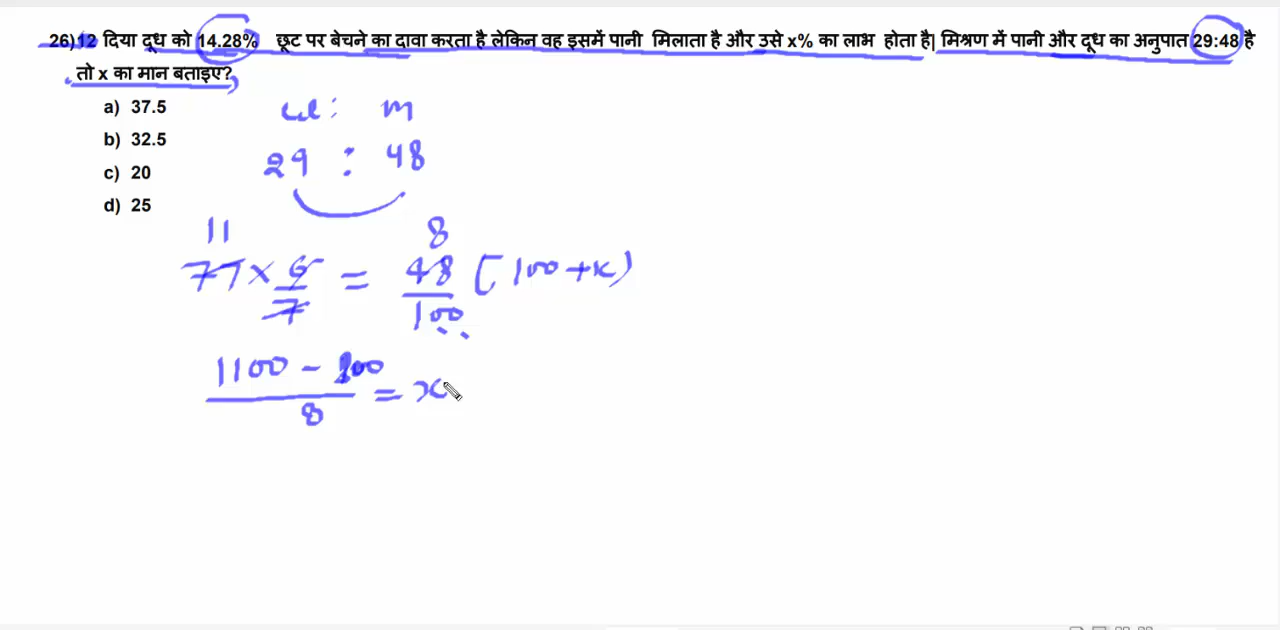 26)12 दिया दूध को 14.28% छूट पर बेचने का दावा करता है लेकिन वह इसमें पानी मिलाता है और उसे x% का लाभ होता है| मिश्रण में पानी और दूध का अनुपात 29:48 है
तो x का मान बताइए?
a) 37.5
b) 32.5
c) 20
d) 25
: m
29 : 48
11 8
77 × 6/7 = 48/100 (100+x)
1100 - 800 / 8 = x